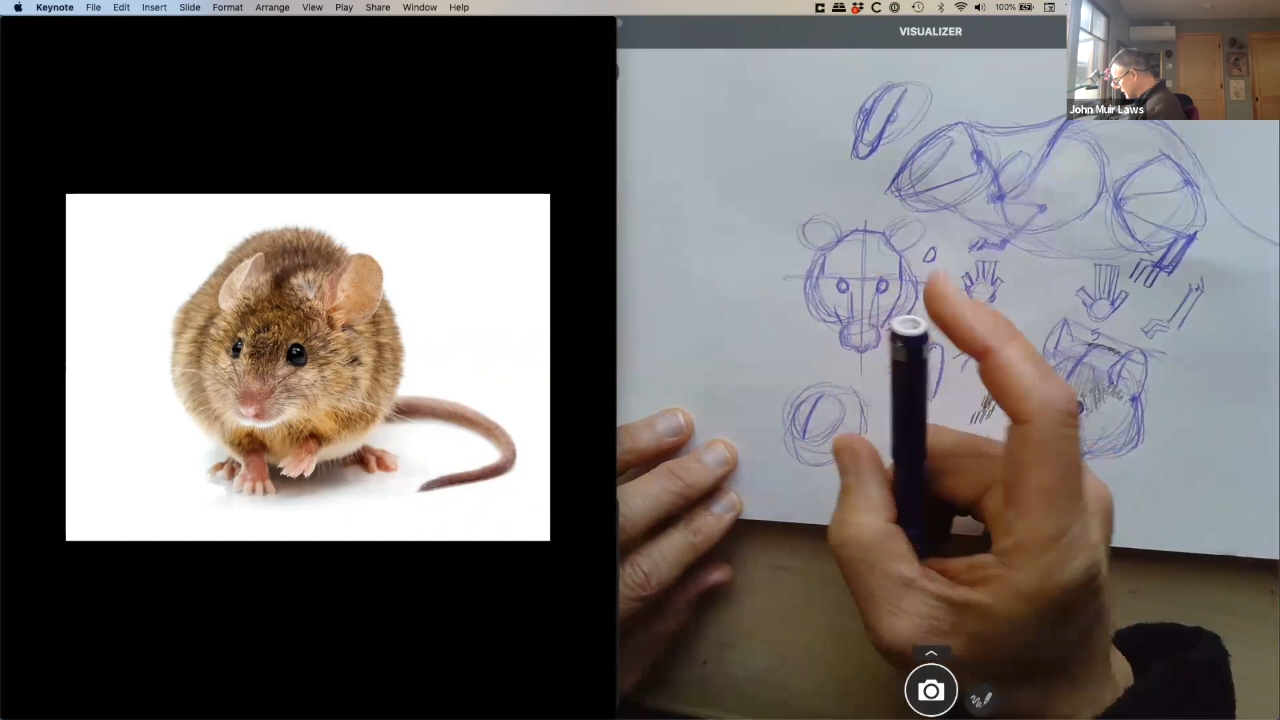 Keynote File Edit Insert Slide Format Arrange View Play Share Window Help 100%
VISUALIZER
John Muir Laws